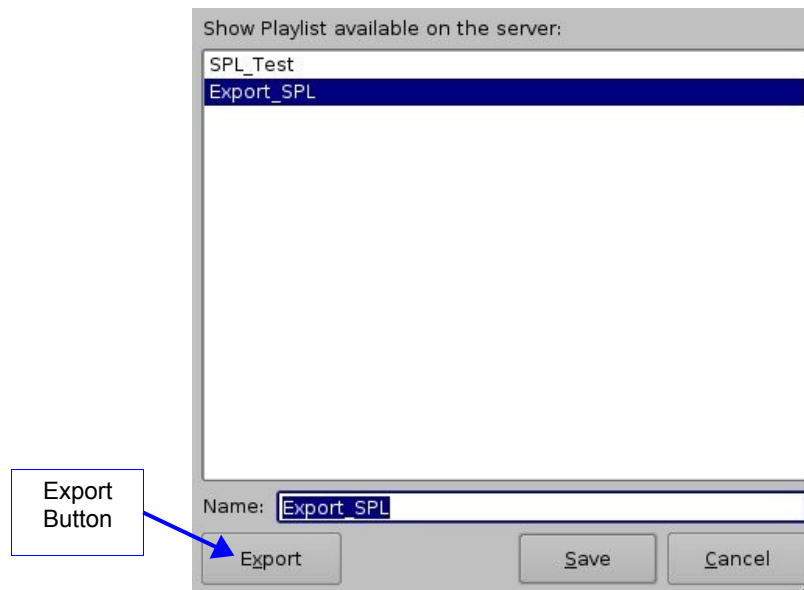 Show Playlist available on the server:
SPL_Test
Export_SPL
Export
Button
Name: Export_SPL
Export Save Cancel